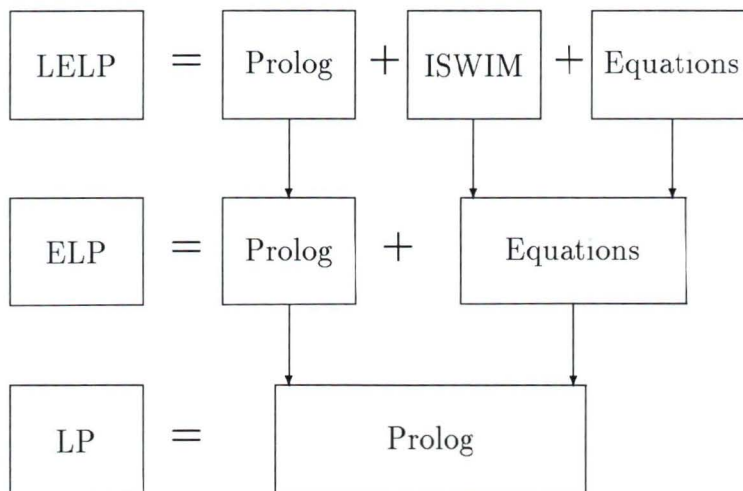 LELP = Prolog + ISWIM + Equations
ELP = Prolog + Equations
LP = Prolog